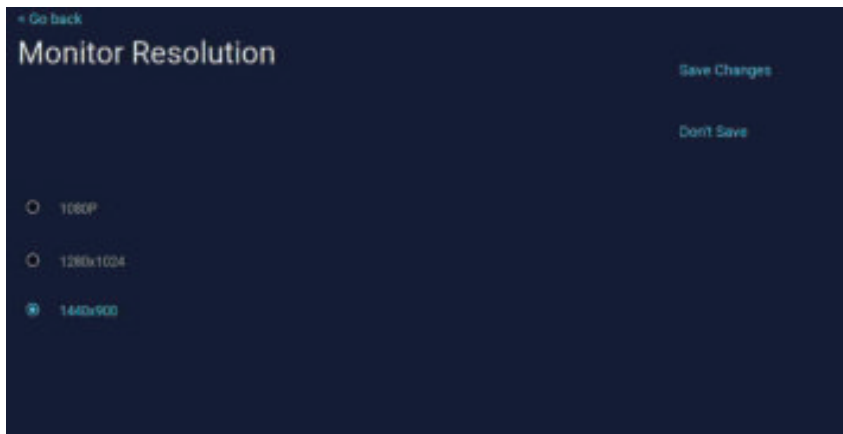 « Go back
Monitor Resolution
Save Changes
Don't Save
1080P
1280x1024
1440x900